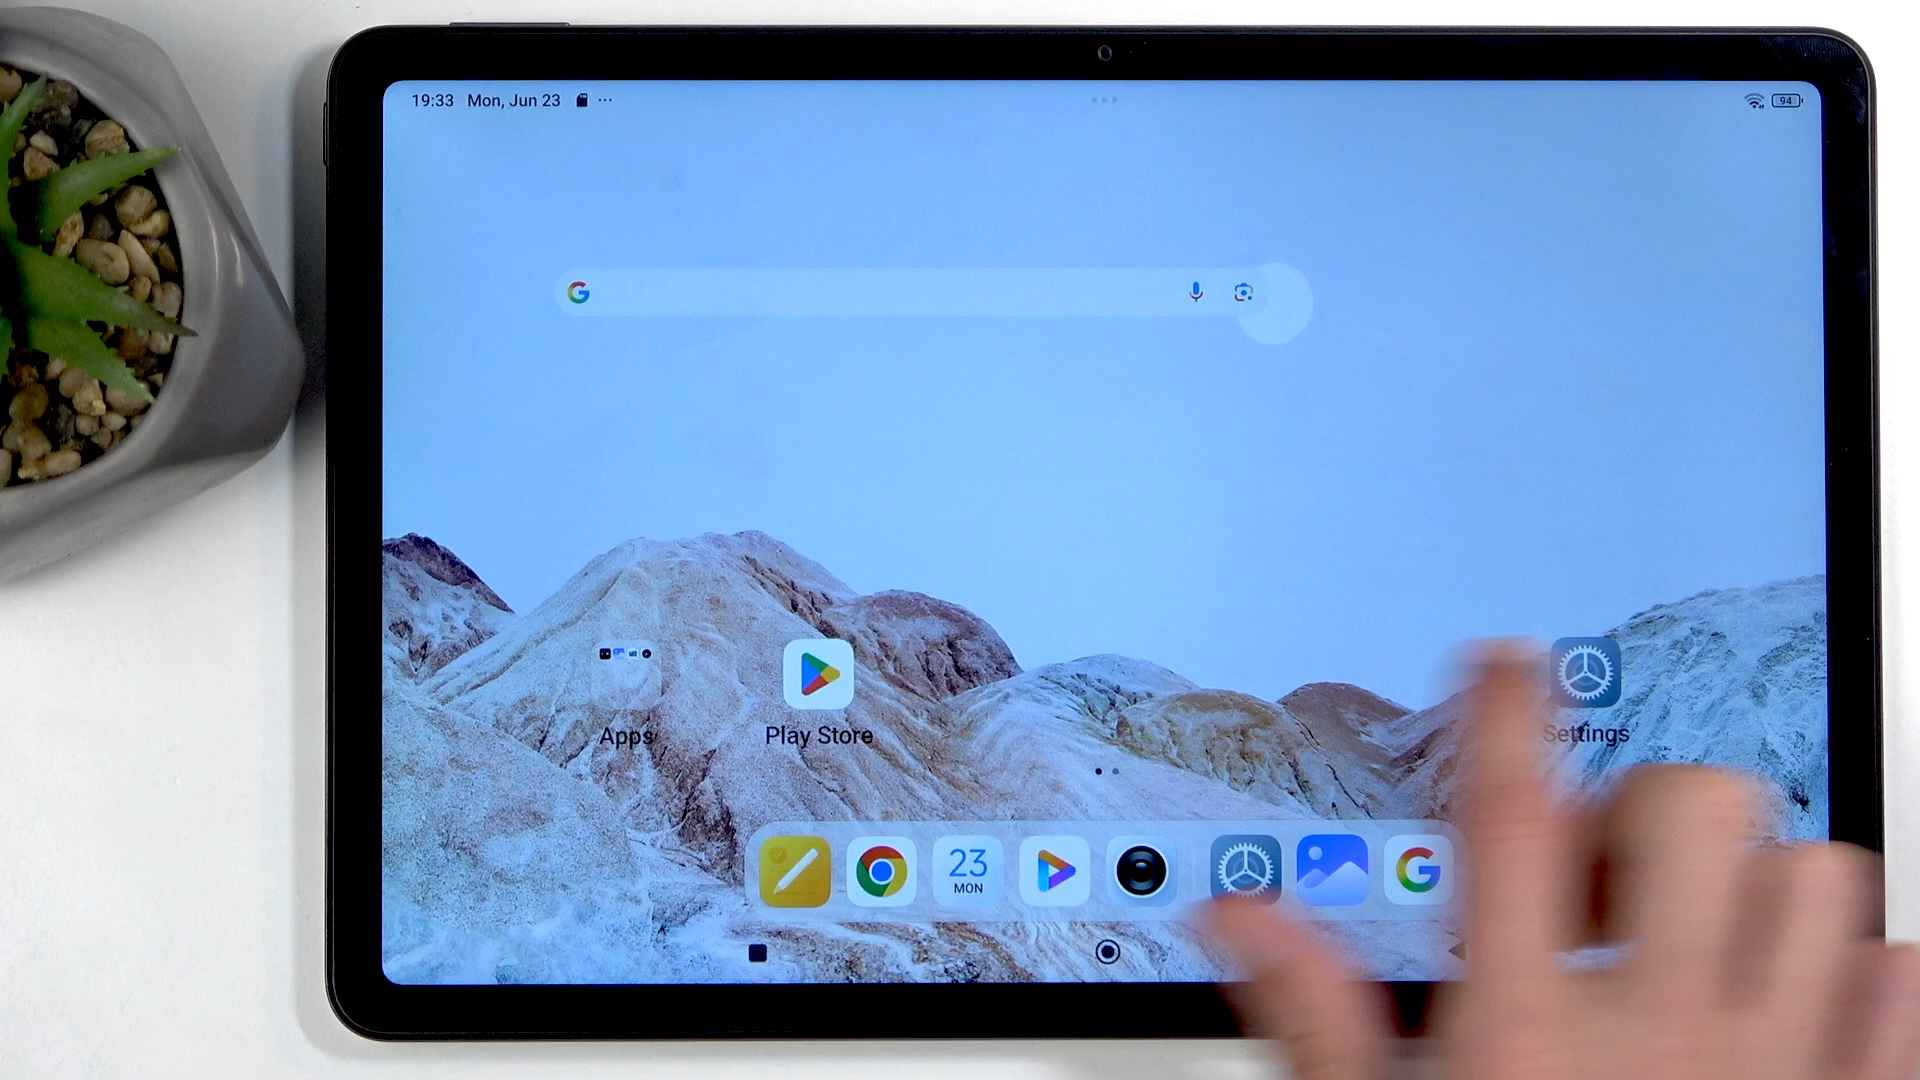 19:33 Mon, Jun 23 ...
94
G
Apps
Play Store
Settings
23
MON
G